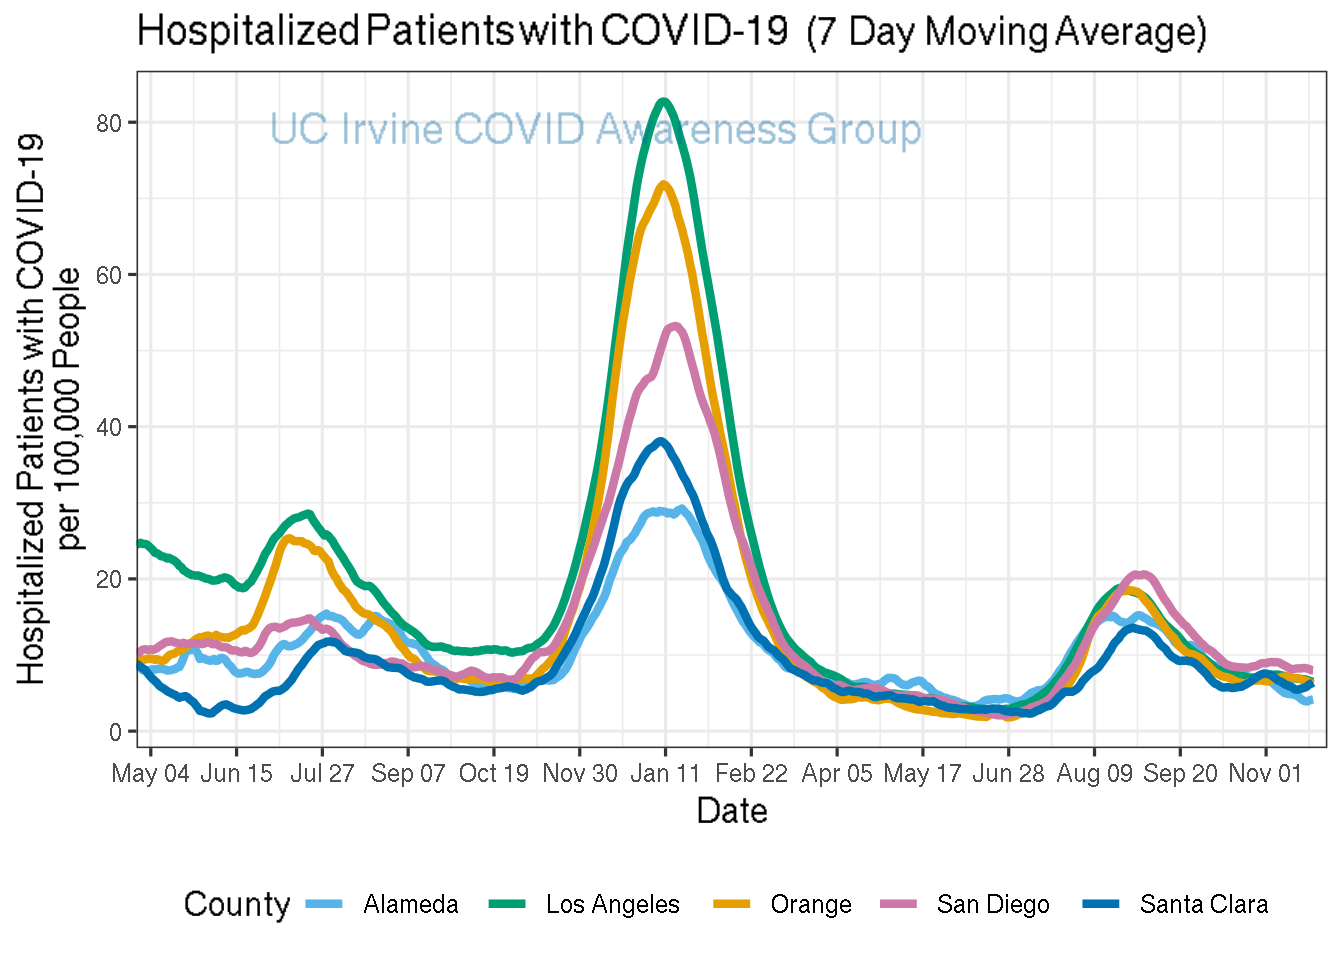 Hospitalized Patients with COVID-19 (7 Day Moving Average)
UC Irvine COVID Awareness Group
Hospitalized Patients with COVID-19
per 100,000 People
80
60
40
20
0
May 04 Jun 15 Jul 27 Sep 07 Oct 19 Nov 30 Jan 11 Feb 22 Apr 05 May 17 Jun 28 Aug 09 Sep 20 Nov 01
Date
County Alameda Los Angeles Orange San Diego Santa Clara